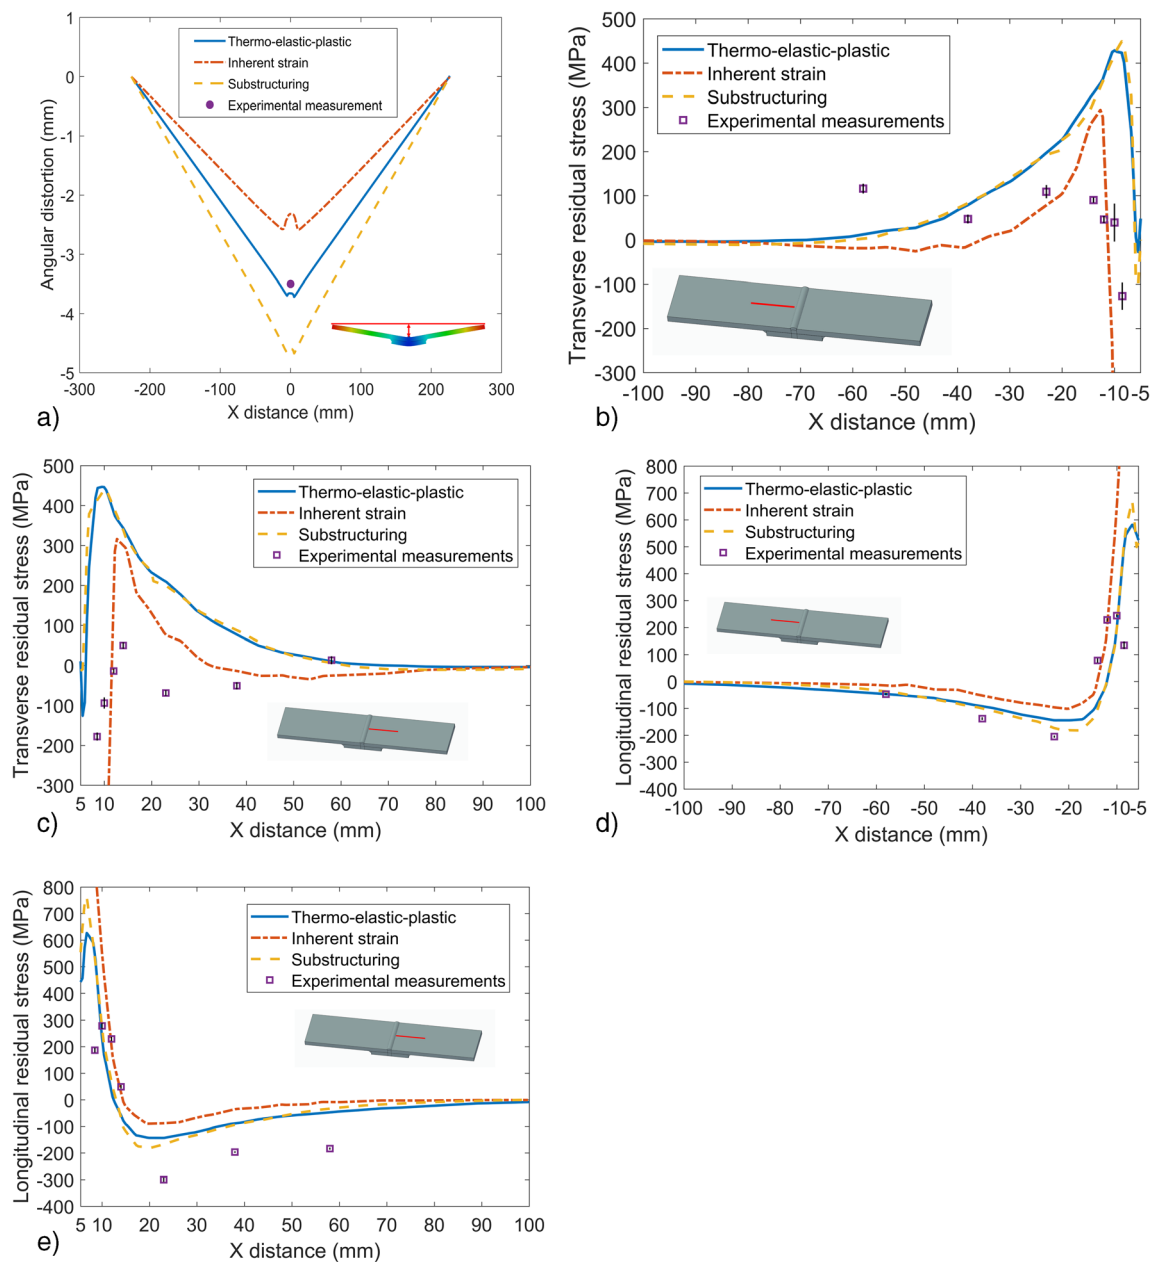 1
0
-1
-2
-3
-4
-5
Angular distortion (mm)
Thermo-elastic-plastic
Inherent strain
Substructuring
Experimental measurement
-300 -200 -100 0 100 200 300
X distance (mm)
a)
500
400
300
200
100
0
-100
-200
-300
Transverse residual stress (MPa)
Thermo-elastic-plastic
Inherent strain
Substructuring
Experimental measurements
-100 -90 -80 -70 -60 -50 -40 -30 -20 -10 -5
X distance (mm)
b)
500
400
300
200
100
0
-100
-200
-300
Transverse residual stress (MPa)
Thermo-elastic-plastic
Inherent strain
Substructuring
Experimental measurements
5 10 20 30 40 50 60 70 80 90 100
X distance (mm)
c)
800
700
600
500
400
300
200
100
0
-100
-200
-300
-400
Longitudinal residual stress (MPa)
Thermo-elastic-plastic
Inherent strain
Substructuring
Experimental measurements
-100 -90 -80 -70 -60 -50 -40 -30 -20 -10-5
X distance (mm)
d)
800
700
600
500
400
300
200
100
0
-100
-200
-300
-400
Longitudinal residual stress (MPa)
Thermo-elastic-plastic
Inherent strain
Substructuring
Experimental measurements
5 10 20 30 40 50 60 70 80 90 100
X distance (mm)
e)